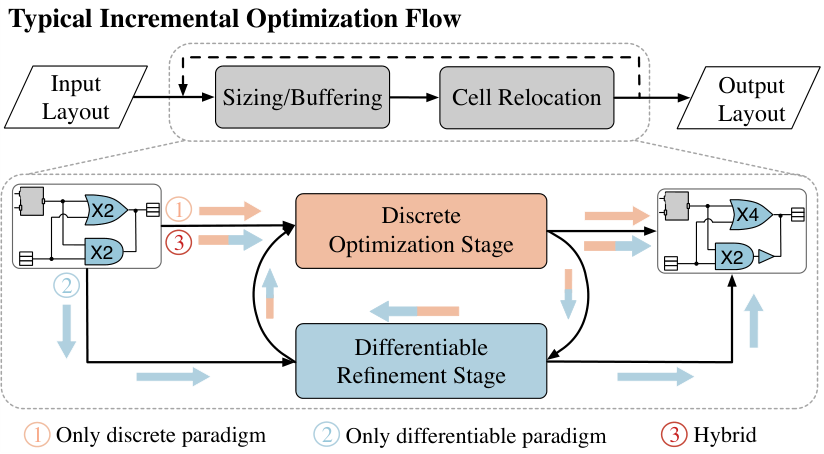 Typical Incremental Optimization Flow
Input
Layout
Sizing/Buffering
Cell Relocation
Output
Layout
X2
X2
1
3
2
Discrete
Optimization Stage
X4
X2
Differentiable
Refinement Stage
1 Only discrete paradigm
2 Only differentiable paradigm
3 Hybrid